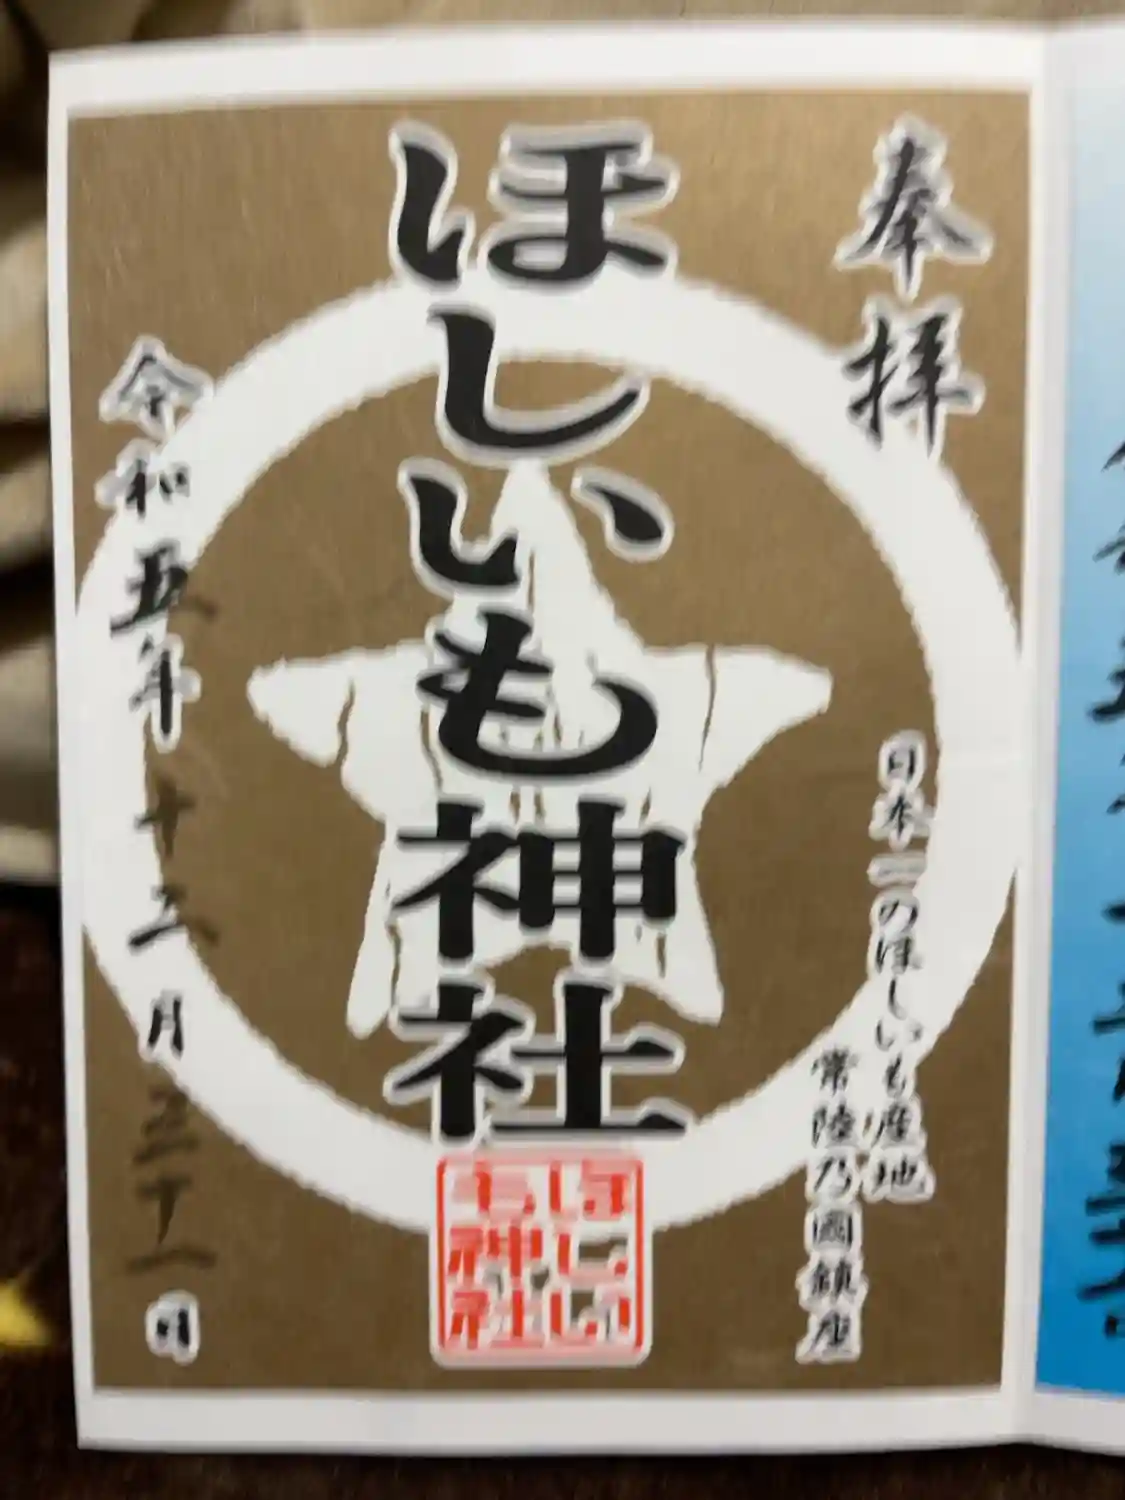 奉拝
日本一のほしいも産地
常陸乃國鎮座
ほしいも神社
ほしい
も神社
令和五年十二月三十一日